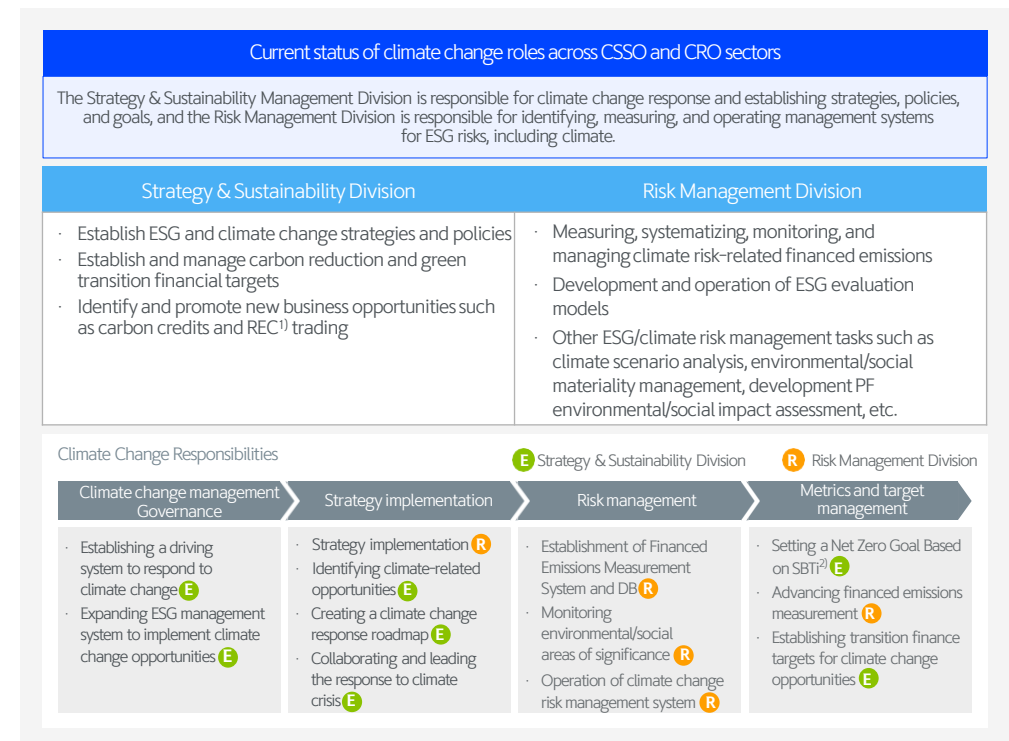 Current status of climate change roles across CSSO and CRO sectors
The Strategy & Sustainability Management Division is responsible for climate change response and establishing strategies, policies,
and goals, and the Risk Management Division is responsible for identifying, measuring, and operating management systems
for ESG risks, including climate.
Strategy & Sustainability Division
· Establish ESG and climate change strategies and policies
· Establish and manage carbon reduction and green
transition financial targets
· Identify and promote new business opportunities such
as carbon credits and REC1) trading
Risk Management Division
· Measuring, systematizing, monitoring, and
managing climate risk-related financed emissions
· Development and operation of ESG evaluation
models
· Other ESG/climate risk management tasks such as
climate scenario analysis, environmental/social
materiality management, development PF
environmental/social impact assessment, etc.
Climate Change Responsibilities
E Strategy & Sustainability Division
R Risk Management Division
Climate change management
Governance
· Establishing a driving
system to respond to
climate change E
· Expanding ESG management
system to implement climate
change opportunities E
Strategy implementation
· Strategy implementation R
· Identifying climate-related
opportunities E
· Creating a climate change
response roadmap E
· Collaborating and leading
the response to climate
crisis E
Risk management
· Establishment of Financed
Emissions Measurement
System and DB R
· Monitoring
environmental/social
areas of significance R
· Operation of climate change
risk management system R
Metrics and target
management
· Setting a Net Zero Goal Based
on SBTi2) E
· Advancing financed emissions
measurement R
· Establishing transition finance
targets for climate change
opportunities E